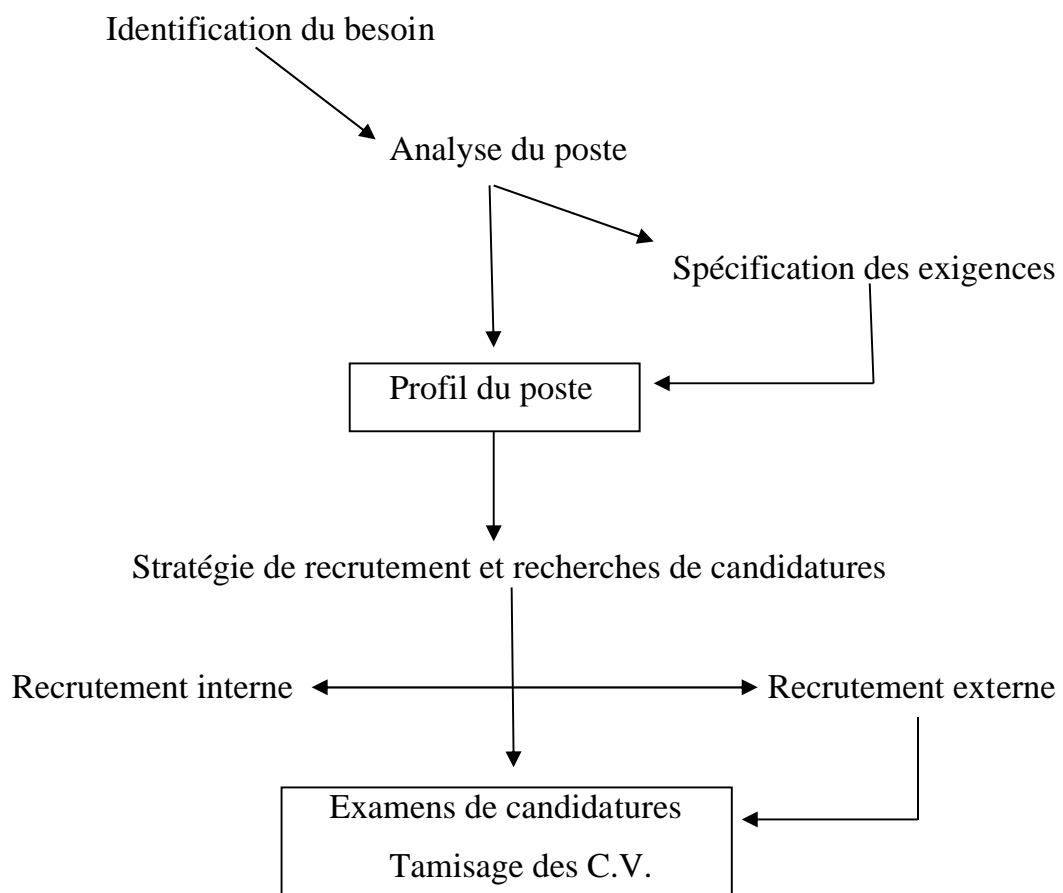 Identification du besoin
Analyse du poste
Spécification des exigences
Profil du poste
Stratégie de recrutement et recherches de candidatures
Recrutement interne
Recrutement externe
Examens de candidatures
Tamisage des C.V.